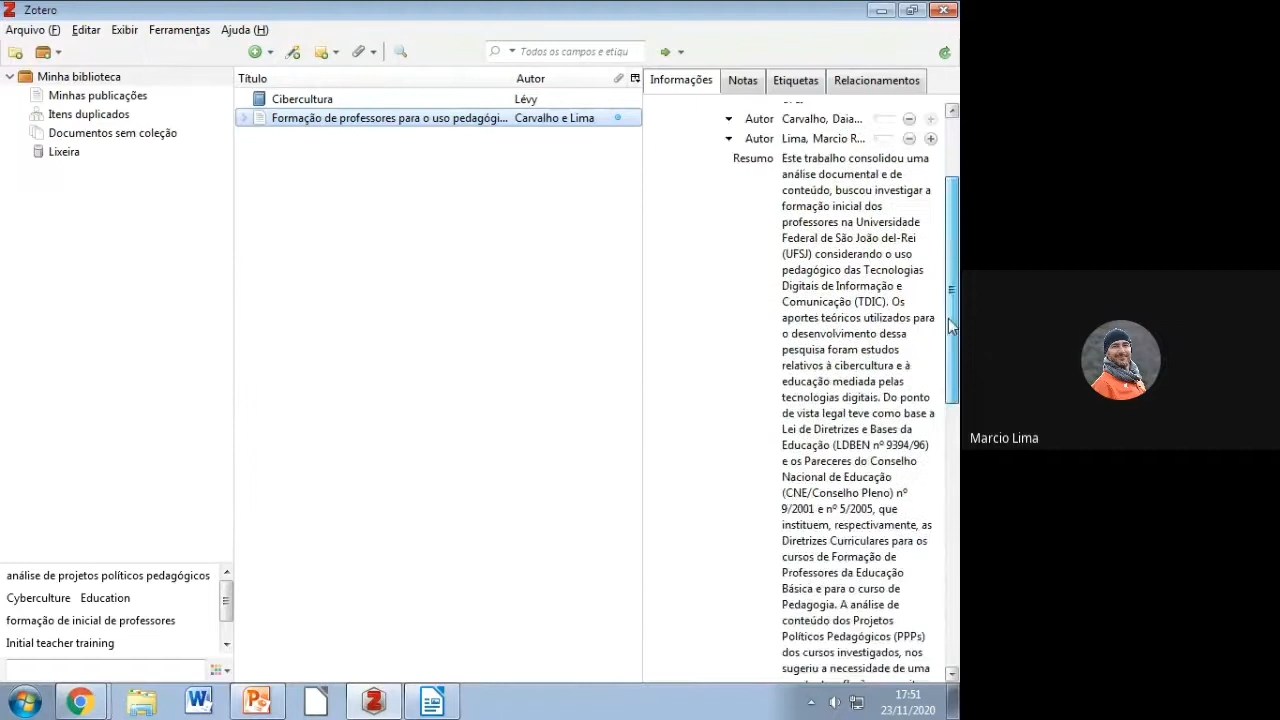 Zotero
Arquivo (F) Editar Exibir Ferramentas Ajuda (H)
Todos os campos e etiqu
Minha biblioteca
Minhas publicações
Itens duplicados
Documentos sem coleção
Lixeira
Título Autor
Cibercultura Lévy
Formação de professores para o uso pedagógi... Carvalho e Lima
Informações Notas Etiquetas Relacionamentos
Autor Carvalho, Daia...
Autor Lima, Marcio R...
Resumo Este trabalho consolidou uma
análise documental e de
conteúdo, buscou investigar a
formação inicial dos
professores na Universidade
Federal de São João del-Rei
(UFSJ) considerando o uso
pedagógico das Tecnologias
Digitais de Informação e
Comunicação (TDIC). Os
aportes teóricos utilizados para
o desenvolvimento dessa
pesquisa foram estudos
relativos à cibercultura e à
educação mediada pelas
tecnologias digitais. Do ponto
de vista legal teve como base a
Lei de Diretrizes e Bases da
Educação (LDBEN nº 9394/96)
e os Pareceres do Conselho
Nacional de Educação
(CNE/Conselho Pleno) nº
9/2001 e nº 5/2005, que
instituem, respectivamente, as
Diretrizes Curriculares para os
cursos de Formação de
Professores da Educação
Básica e para o curso de
Pedagogia. A análise de
conteúdo dos Projetos
Políticos Pedagógicos (PPPs)
dos cursos investigados, nos
sugeriu a necessidade de uma
análise de projetos políticos pedagógicos
Cyberculture Education
formação de inicial de professores
Initial teacher training
Marcio Lima
17:51
23/11/2020